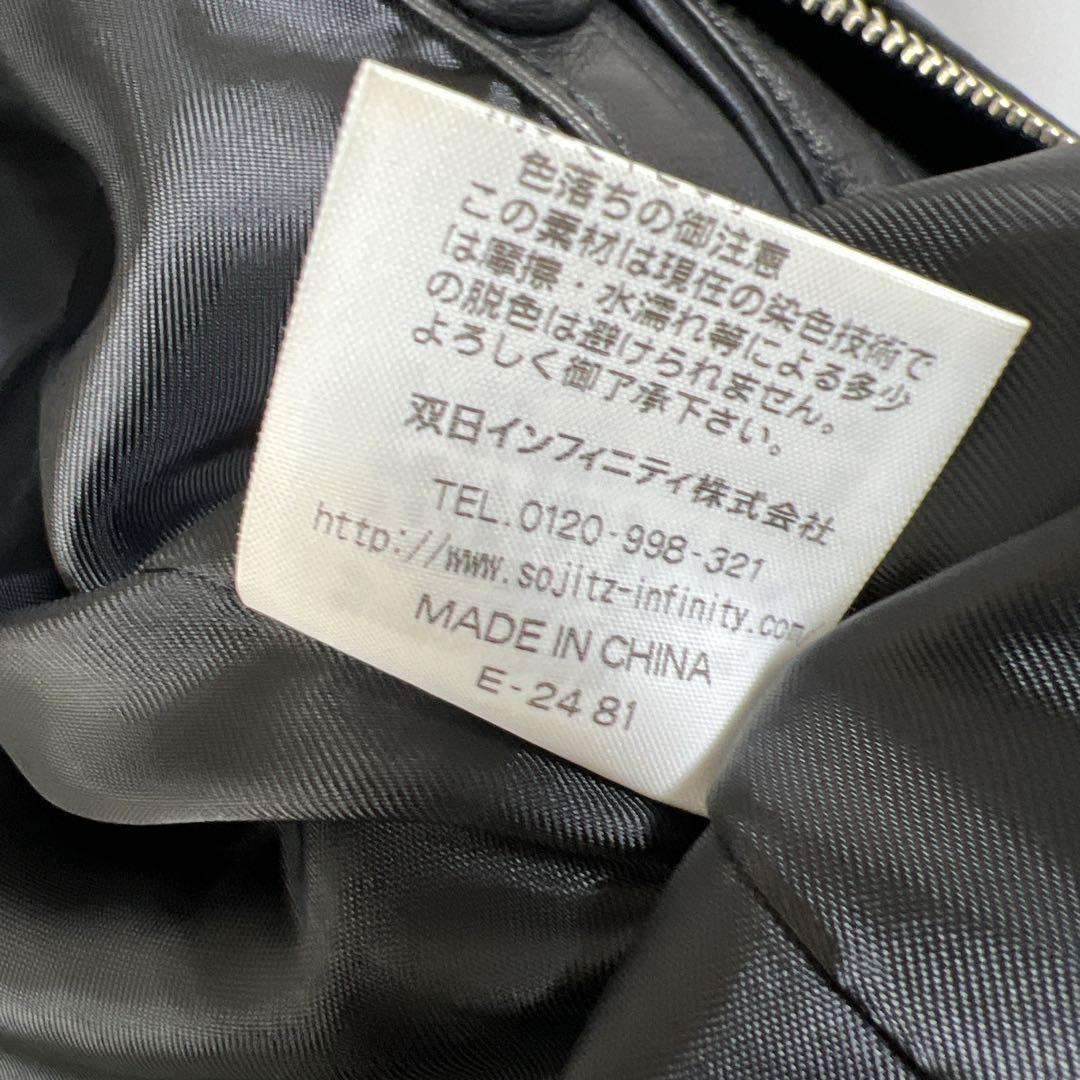 色落ちの御注意
この素材は現在の染色技術で
は摩擦・水濡れ等による多少
の脱色は避けられません。
よろしく御了承下さい。
双日インフィニティ株式会社
TEL.0120-998-321
http://www.sojitz-infinity.com
MADE IN CHINA
E-24 81